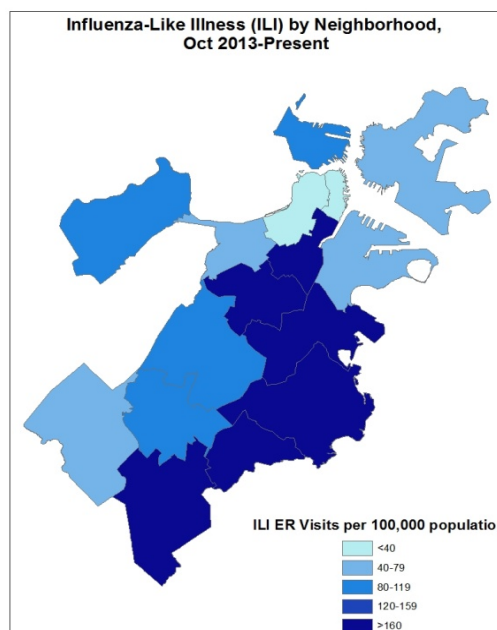 Influenza-Like Illness (ILI) by Neighborhood,
Oct 2013-Present
ILI ER Visits per 100,000 populatio
<40
40-79
80-119
120-159
>160